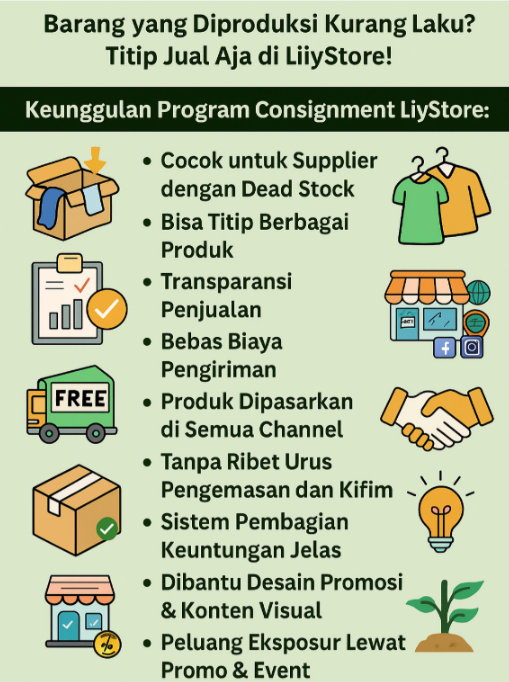 Barang yang Diproduksi Kurang Laku?
Titip Jual Aja di LiiyStore!
Keunggulan Program Consignment LiyStore:
• Cocok untuk Supplier
dengan Dead Stock
• Bisa Titip Berbagai
Produk
• Transparansi
Penjualan
• Bebas Biaya
Pengiriman
FREE
• Produk Dipasarkan
di Semua Channel
• Tanpa Ribet Urus
Pengemasan dan Kifim
• Sistem Pembagian
Keuntungan Jelas
• Dibantu Desain Promosi
& Konten Visual
• Peluang Eksposur Lewat
Promo & Event